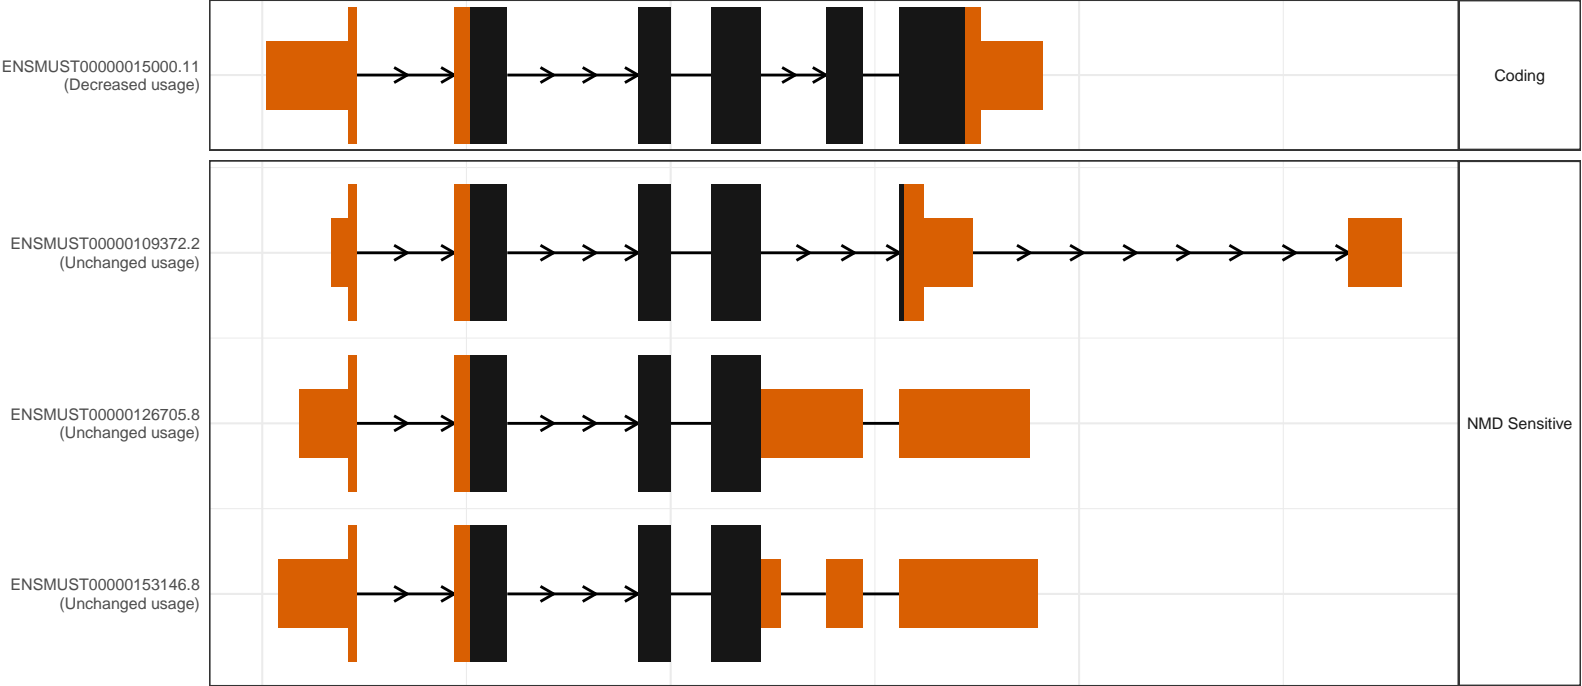 ENSMUST00000015000.11
(Decreased usage)
Coding
ENSMUST00000109372.2
(Unchanged usage)
ENSMUST00000126705.8
(Unchanged usage)
NMD Sensitive
ENSMUST00000153146.8
(Unchanged usage)